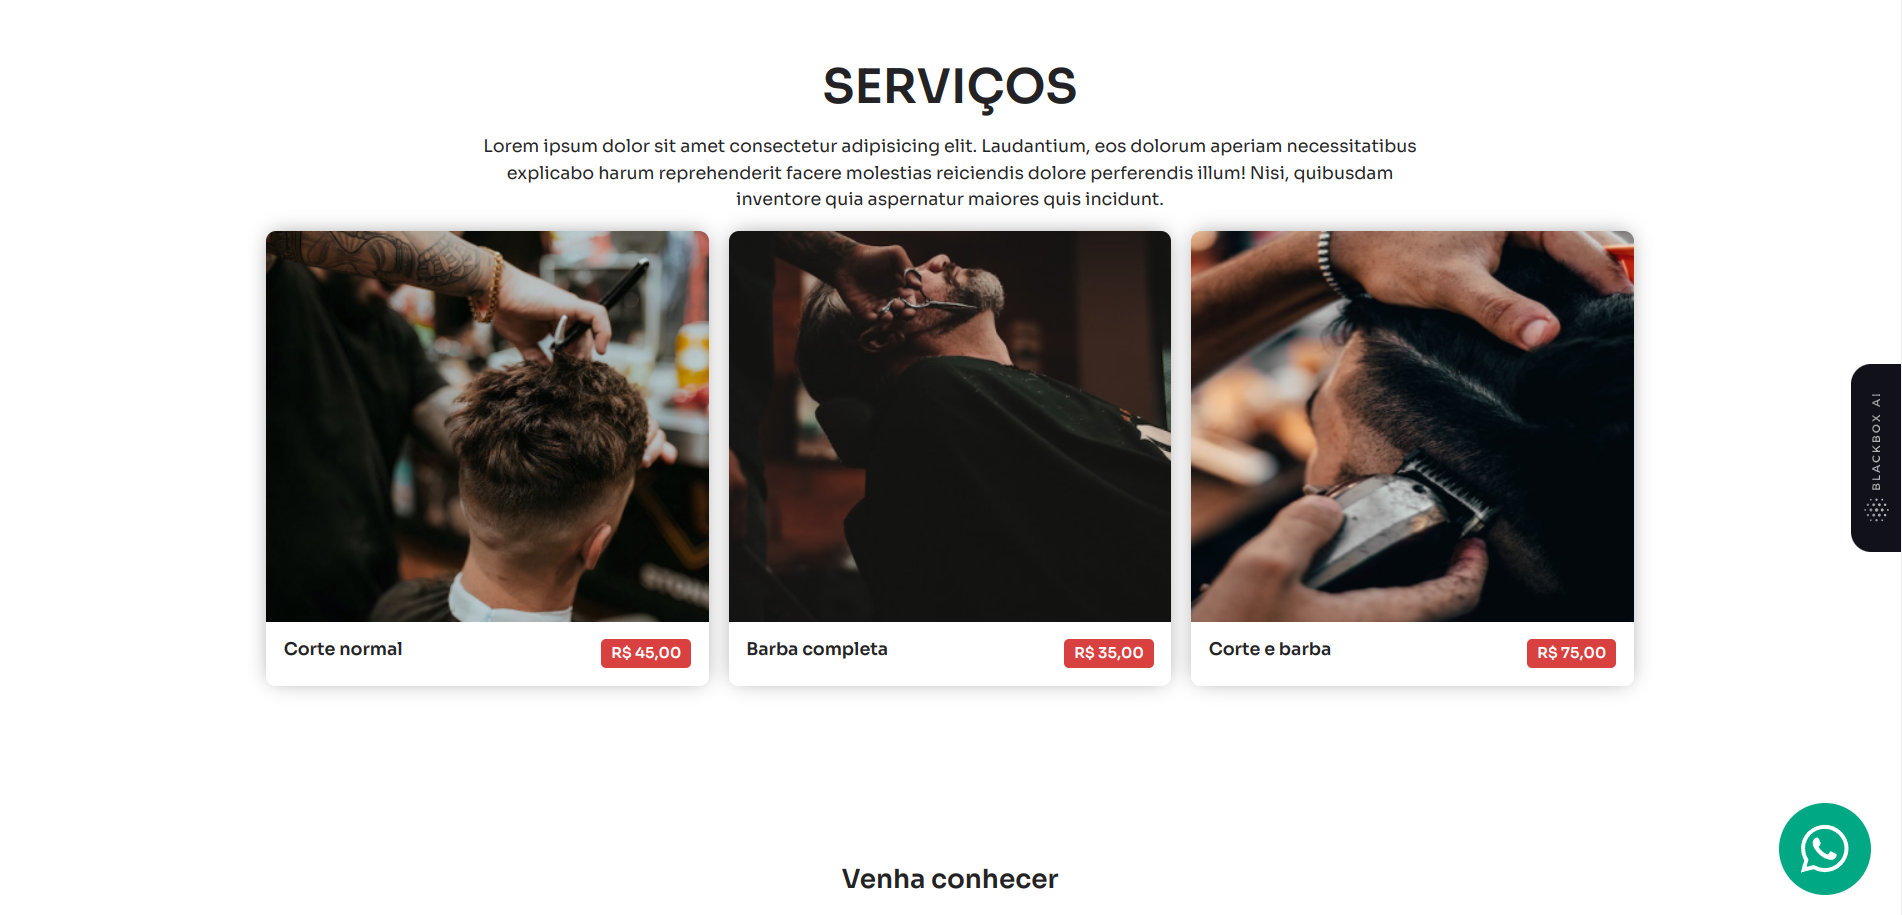 SERVIÇOS
Lorem ipsum dolor sit amet consectetur adipisicing elit. Laudantium, eos dolorum aperiam necessitatibus
explicabo harum reprehenderit facere molestias reiciendis dolore perferendis illum! Nisi, quibusdam
inventore quia aspernatur maiores quis incidunt.
Corte normal
R$ 45,00
Barba completa
R$ 35,00
Corte e barba
R$ 75,00
BLACKBOX AI
Venha conhecer